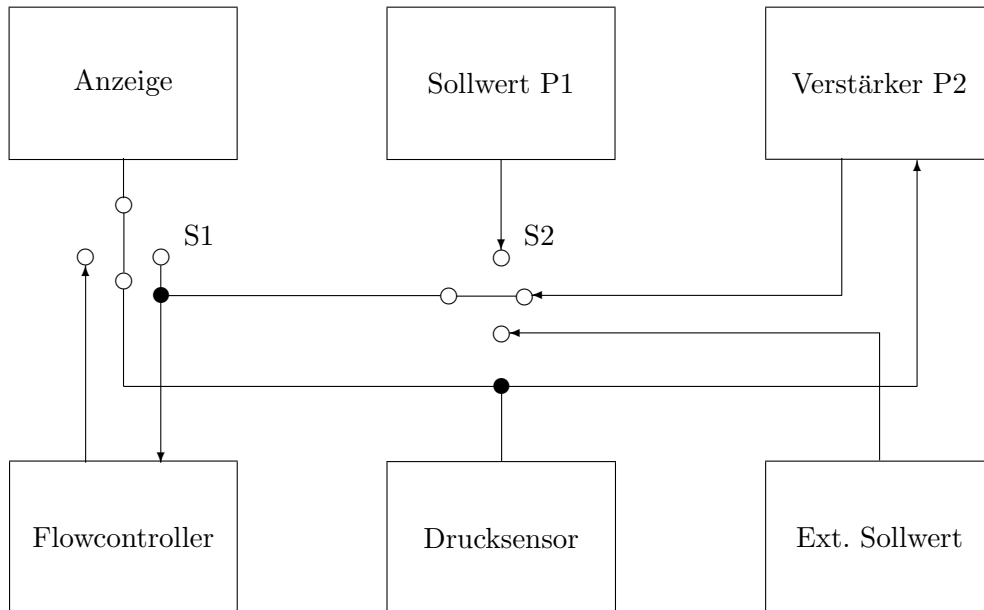 Anzeige
Sollwert P1
Verstärker P2
S1
S2
Flowcontroller
Drucksensor
Ext. Sollwert